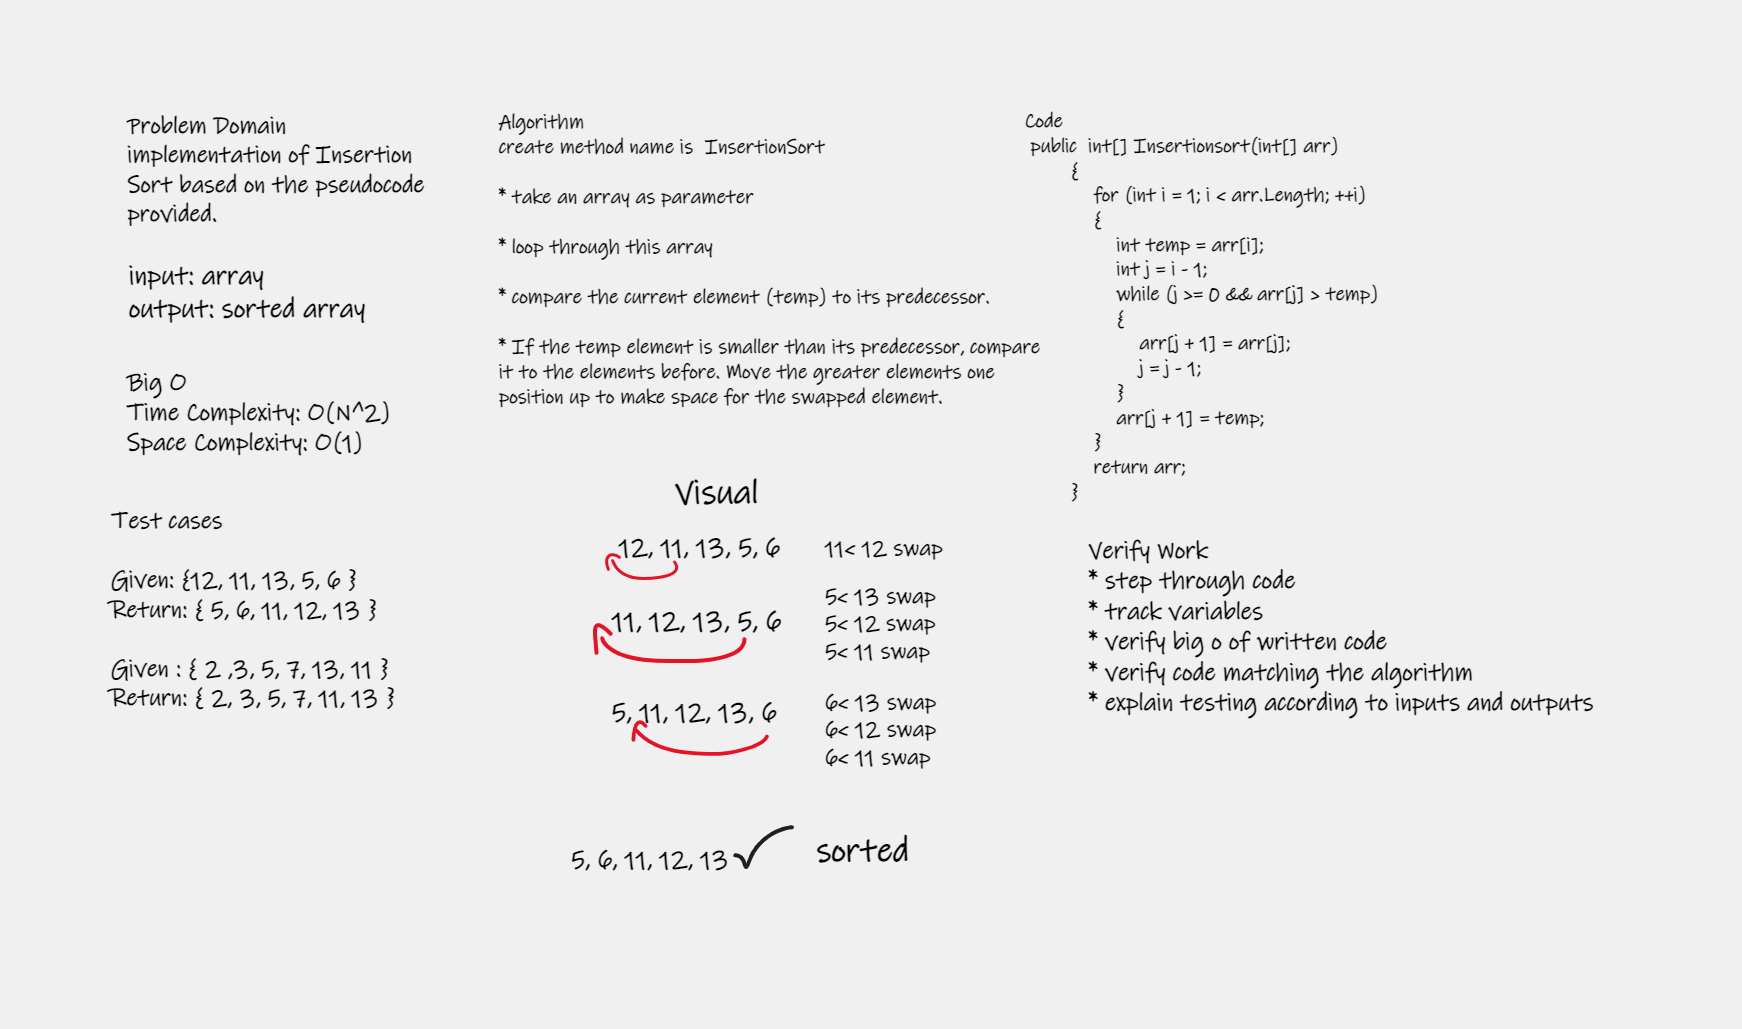 Problem Domain
implementation of Insertion
Sort based on the pseudocode
provided.
input: array
output: sorted array
Big O
Time Complexity: O(N^2)
Space Complexity: O(1)
Test cases
Given: {12, 11, 13, 5, 6 }
Return: { 5, 6, 11, 12, 13 }
Given : { 2 ,3, 5, 7, 13, 11 }
Return: { 2, 3, 5, 7, 11, 13 }
Algorithm
create method name is InsertionSort
* take an array as parameter
* loop through this array
* compare the current element (temp) to its predecessor.
* If the temp element is smaller than its predecessor, compare
it to the elements before. Move the greater elements one
position up to make space for the swapped element.
Visual
12, 11, 13, 5, 6
11< 12 swap
11, 12, 13, 5, 6
5< 13 swap
5< 12 swap
5< 11 swap
5, 11, 12, 13, 6
6< 13 swap
6< 12 swap
6< 11 swap
5, 6, 11, 12, 13
sorted
Code
public int[] Insertionsort(int[] arr)
{
for (int i = 1; i < arr.Length; ++i)
{
int temp = arr[i];
int j = i - 1;
while (j >= 0 && arr[j] > temp)
{
arr[j + 1] = arr[j];
j = j - 1;
}
arr[j + 1] = temp;
}
return arr;
}
Verify Work
* step through code
* track variables
* verify big o of written code
* verify code matching the algorithm
* explain testing according to inputs and outputs